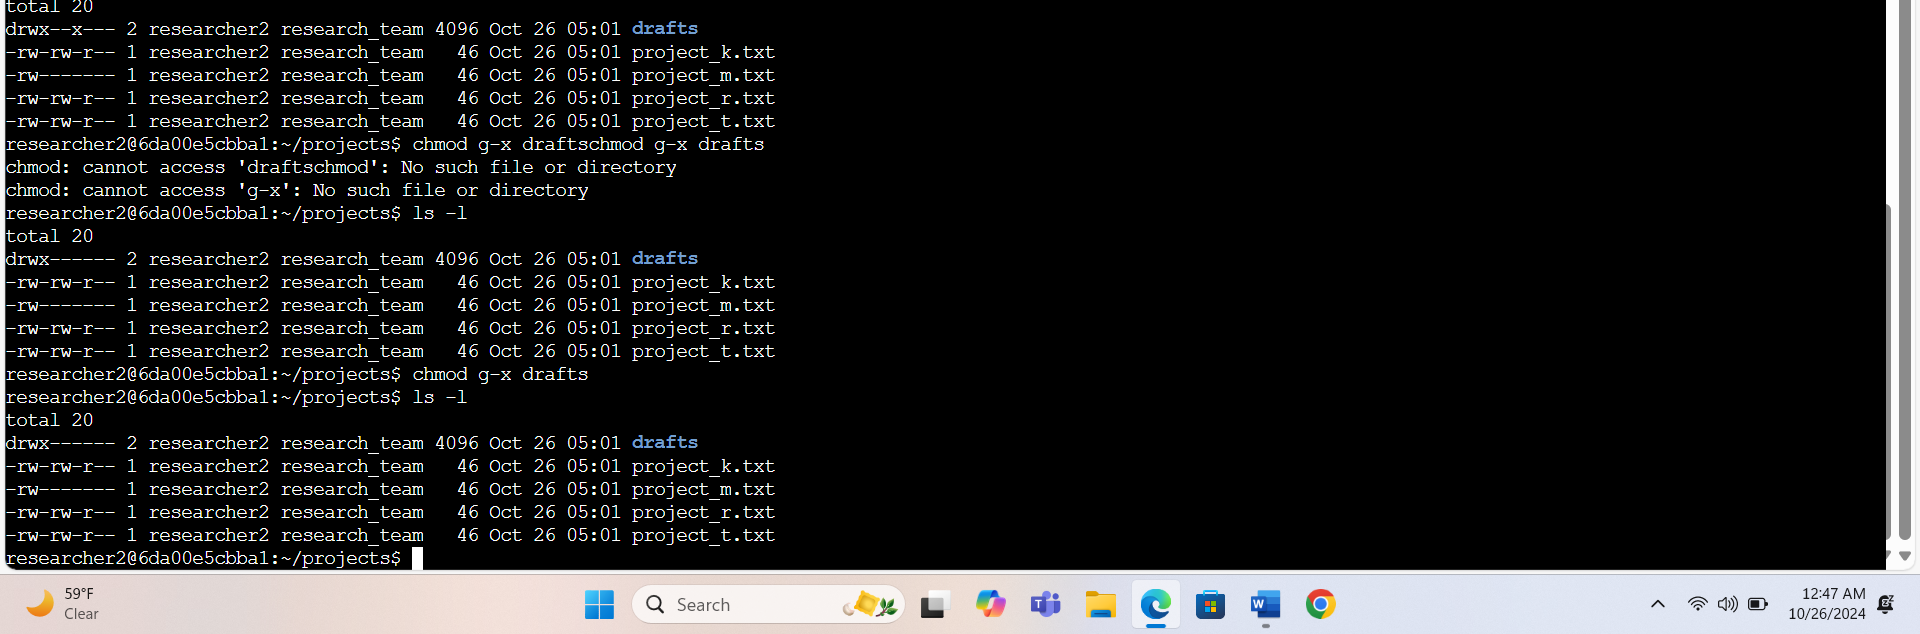 total 20
drwx--x--- 2 researcher2 research_team 4096 Oct 26 05:01 drafts
-rw-rw-r-- 1 researcher2 research_team   46 Oct 26 05:01 project_k.txt
-rw------- 1 researcher2 research_team   46 Oct 26 05:01 project_m.txt
-rw-rw-r-- 1 researcher2 research_team   46 Oct 26 05:01 project_r.txt
-rw-rw-r-- 1 researcher2 research_team   46 Oct 26 05:01 project_t.txt
researcher2@6da00e5cbba1:~/projects$ chmod g-x draftschmod g-x drafts
chmod: cannot access 'draftschmod': No such file or directory
chmod: cannot access 'g-x': No such file or directory
researcher2@6da00e5cbba1:~/projects$ ls -l
total 20
drwx------ 2 researcher2 research_team 4096 Oct 26 05:01 drafts
-rw-rw-r-- 1 researcher2 research_team   46 Oct 26 05:01 project_k.txt
-rw------- 1 researcher2 research_team   46 Oct 26 05:01 project_m.txt
-rw-rw-r-- 1 researcher2 research_team   46 Oct 26 05:01 project_r.txt
-rw-rw-r-- 1 researcher2 research_team   46 Oct 26 05:01 project_t.txt
researcher2@6da00e5cbba1:~/projects$ chmod g-x drafts
researcher2@6da00e5cbba1:~/projects$ ls -l
total 20
drwx------ 2 researcher2 research_team 4096 Oct 26 05:01 drafts
-rw-rw-r-- 1 researcher2 research_team   46 Oct 26 05:01 project_k.txt
-rw------- 1 researcher2 research_team   46 Oct 26 05:01 project_m.txt
-rw-rw-r-- 1 researcher2 research_team   46 Oct 26 05:01 project_r.txt
-rw-rw-r-- 1 researcher2 research_team   46 Oct 26 05:01 project_t.txt
researcher2@6da00e5cbba1:~/projects$
59°F
Clear
Search
12:47 AM
10/26/2024